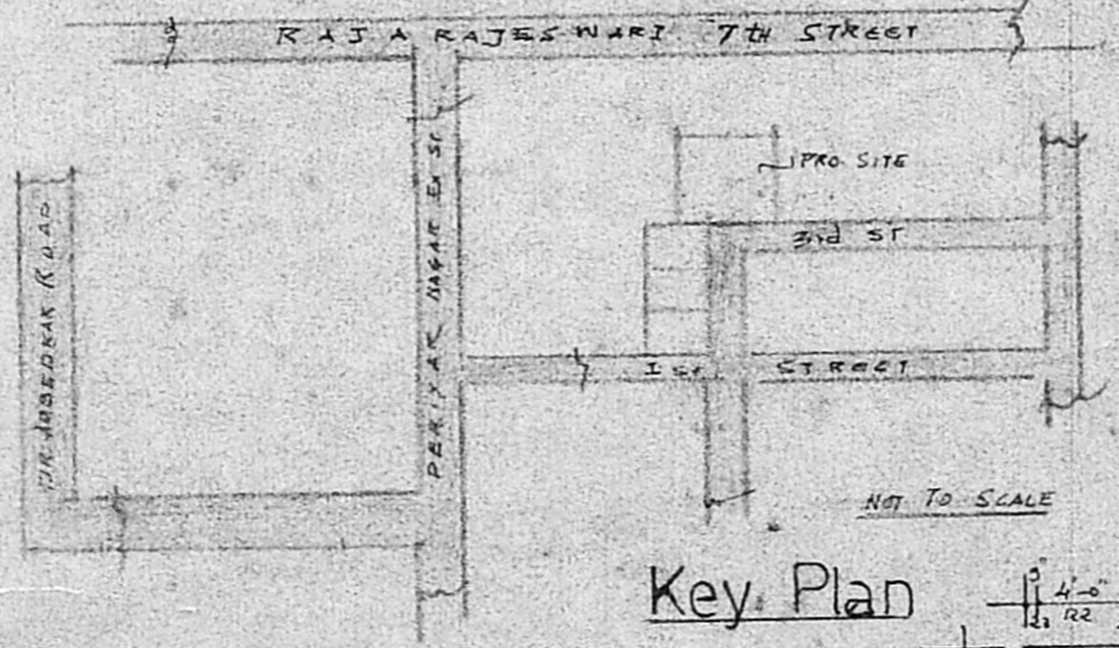 RAJA RAJESWARI 7TH STREET
PERIYAR NAGAR EX ST
PRO. SITE
3rd ST
DR. AMBEDKAR ROAD
1st STREET
NOT TO SCALE
Key Plan
4'-0"